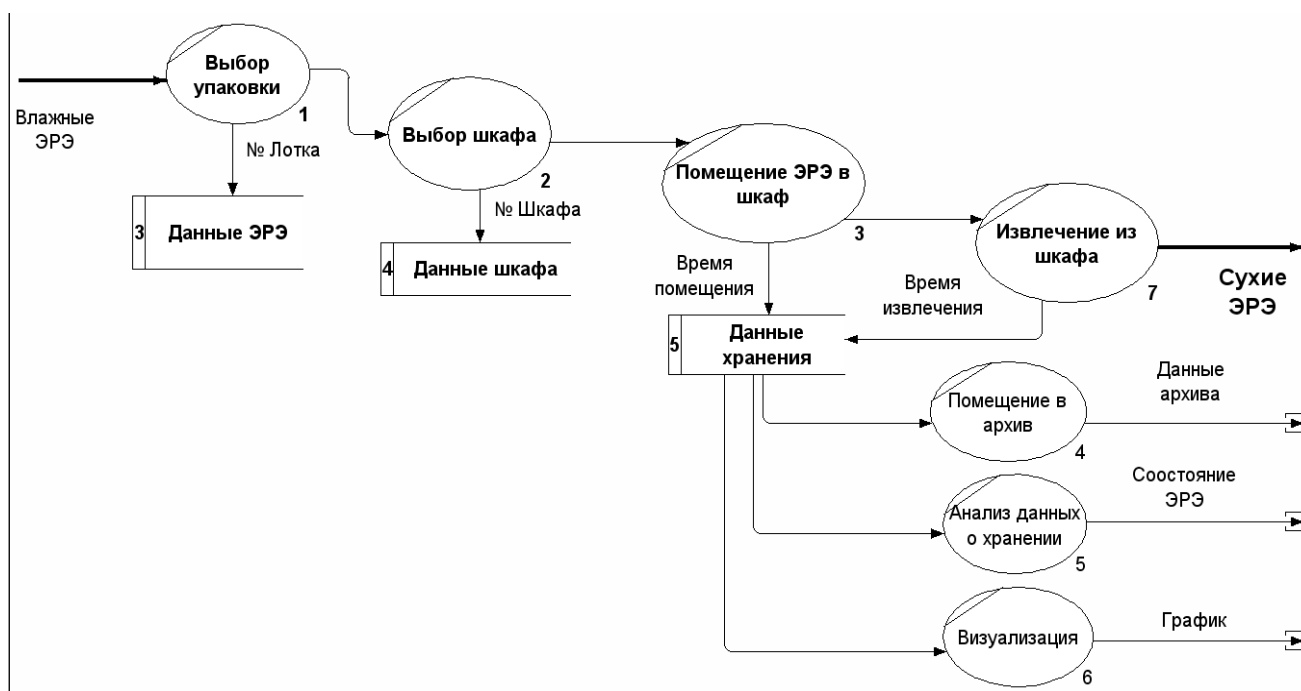 Выбор
упаковки
1
Влажные
ЭРЭ
№ Лотка
3
Данные ЭРЭ
Выбор шкафа
2
№ Шкафа
4
Данные шкафа
Помещение ЭРЭ в
шкаф
3
Время
помещения
Извлечение из
шкафа
7
Сухие
ЭРЭ
Время
извлечения
5
Данные
хранения
Помещение в
архив
4
Данные
архива
Анализ данных
о хранении
5
Соостояние
ЭРЭ
Визуализация
6
График